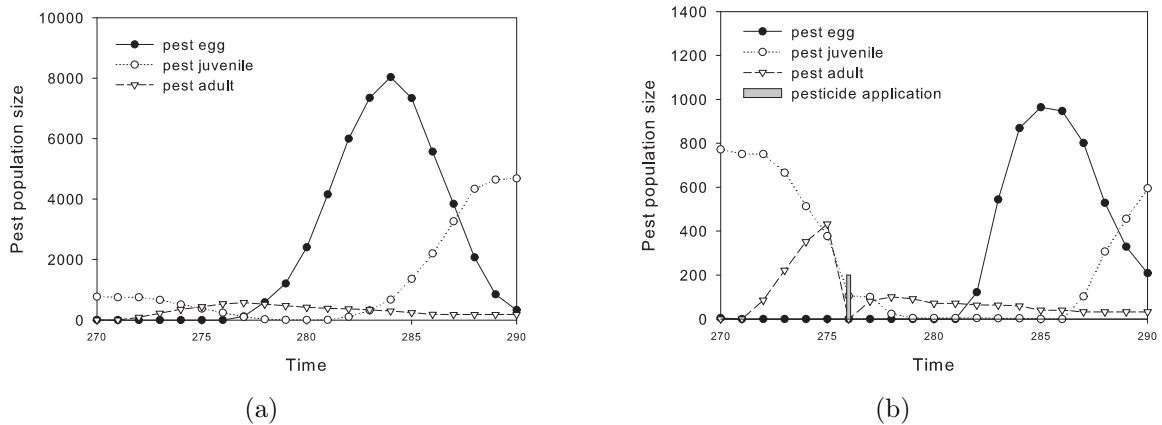 10000
8000
6000
4000
2000
0
Pest population size
pest egg
pest juvenile
pest adult
270
275
280
285
290
Time
(a)
1400
1200
1000
800
600
400
200
0
Pest population size
pest egg
pest juvenile
pest adult
pesticide application
270
275
280
285
290
Time
(b)